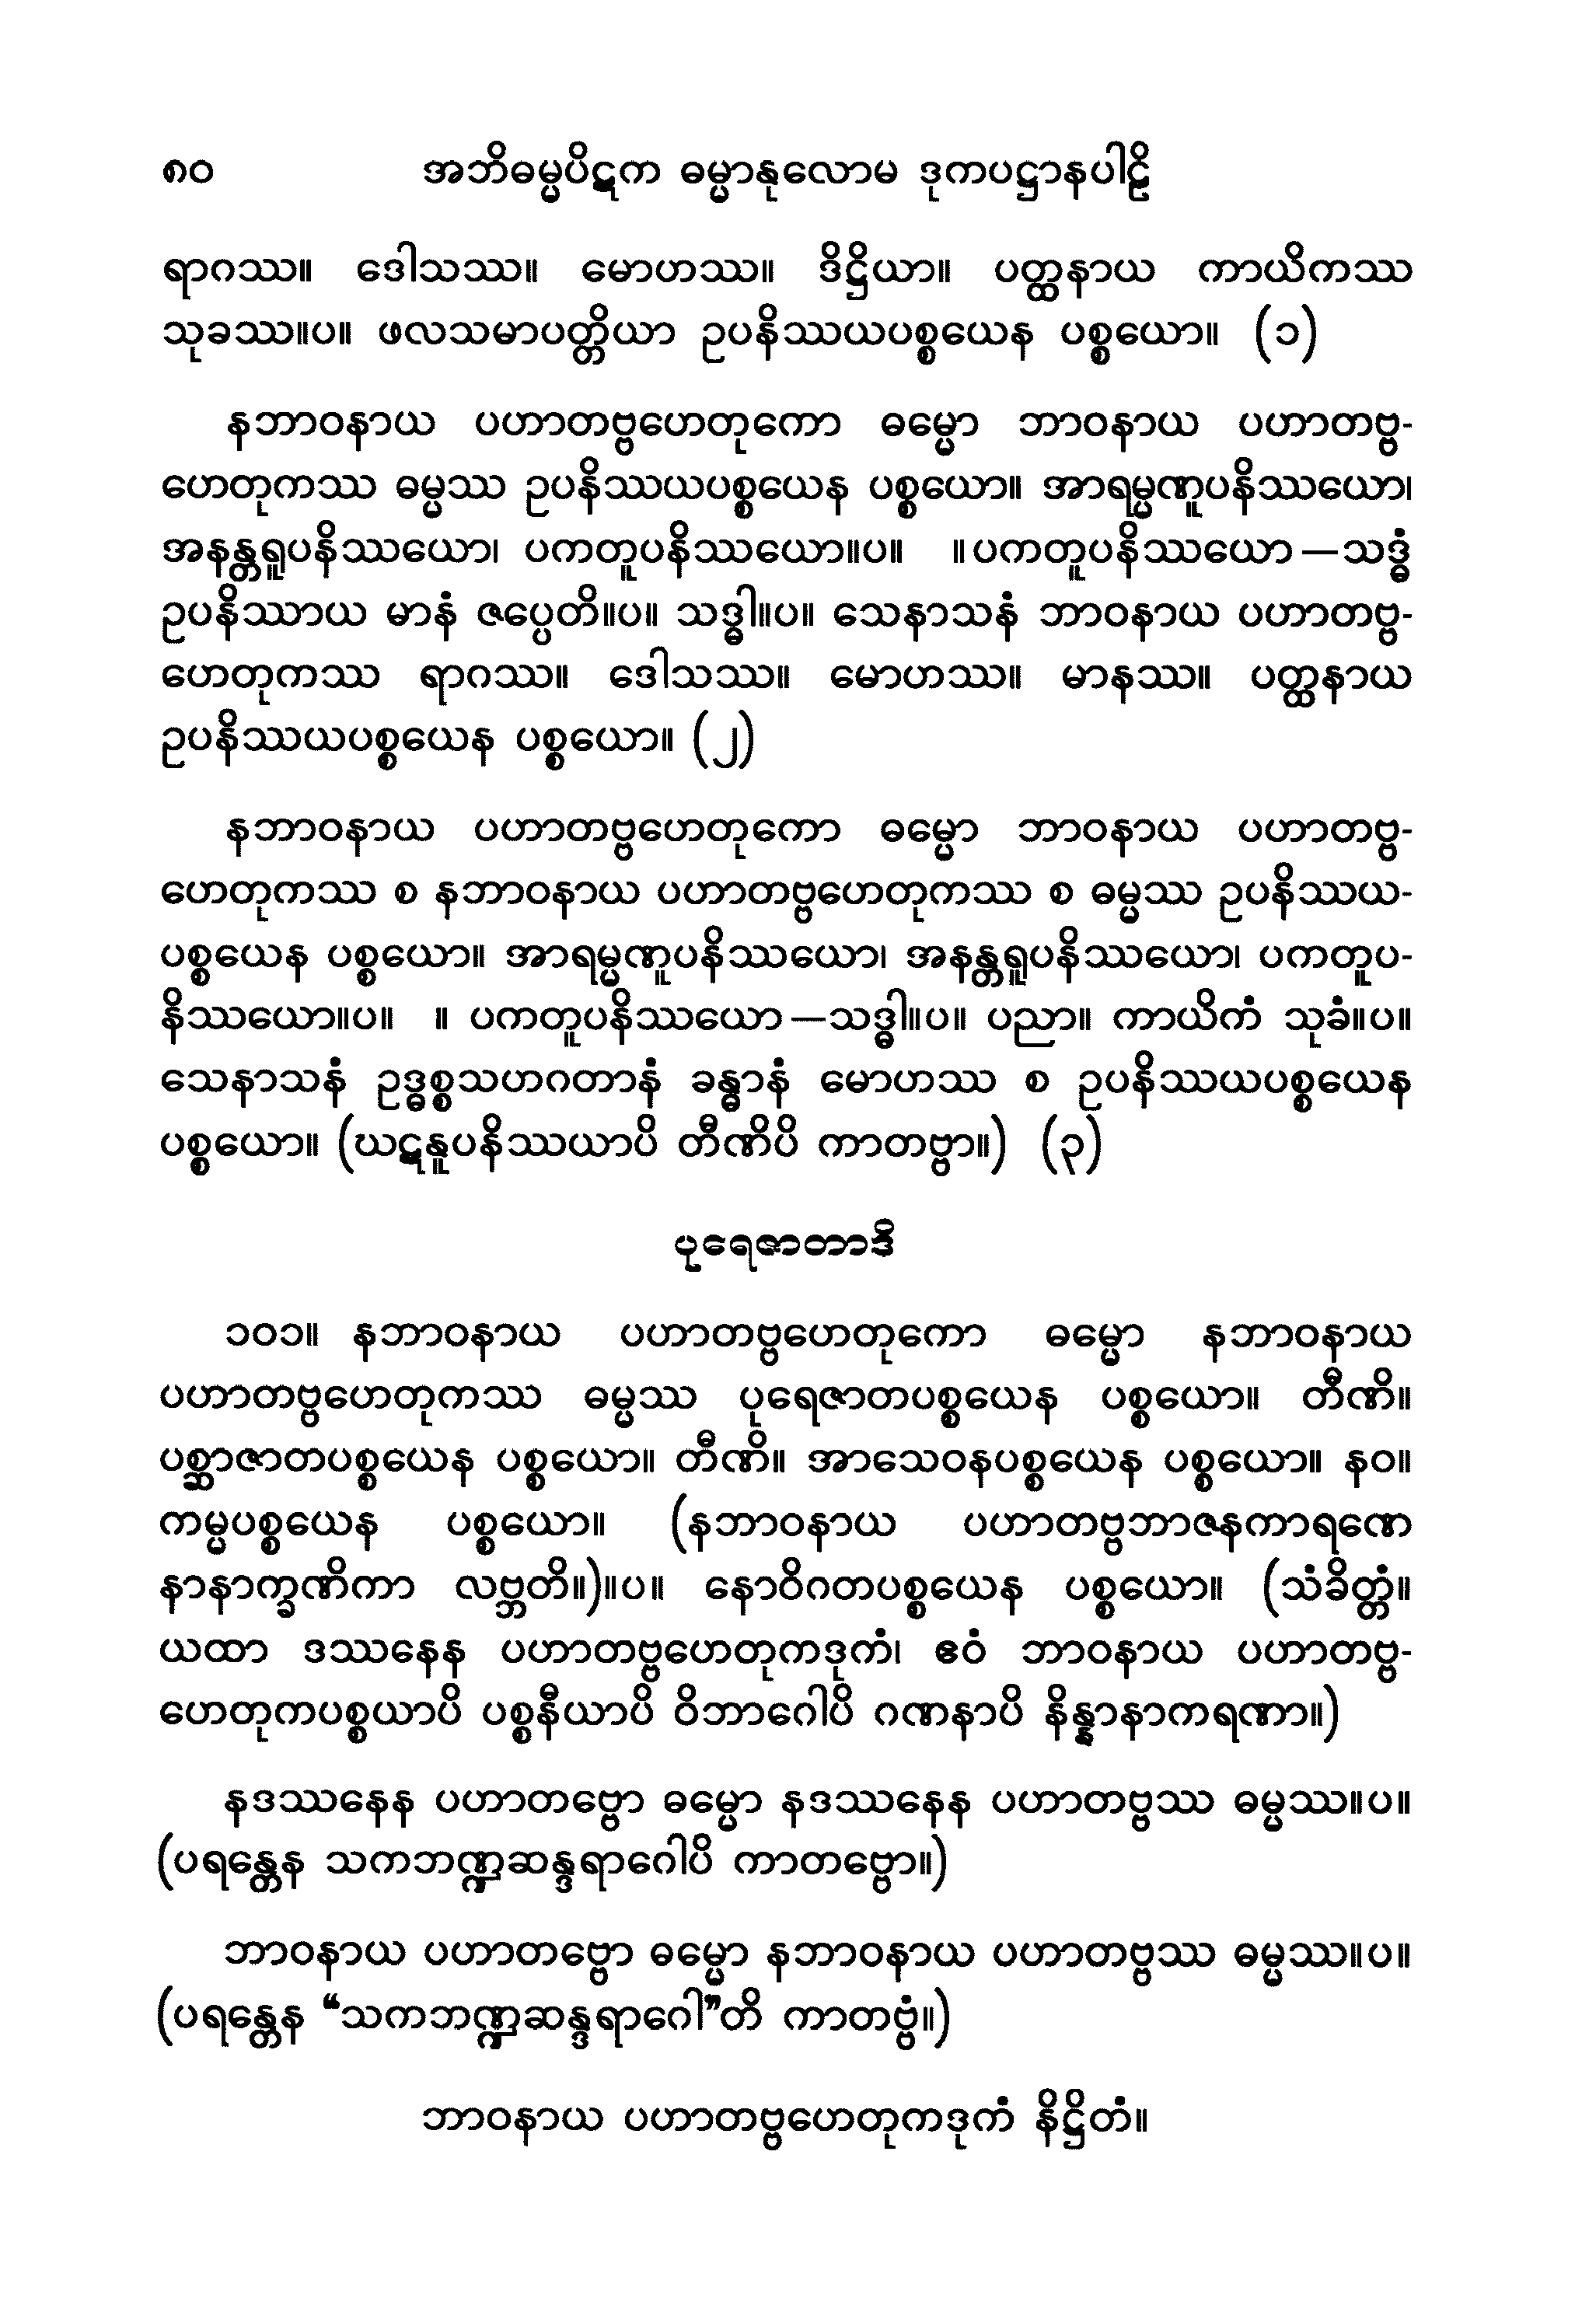 ၈၀ အဘိဓမ္မပိဋက ဓမ္မာနုလောမ ဒုကပဋ္ဌာနပါဠိ
ရာဂဿ။ ဒေါသဿ။ မောဟဿ။ ဒိဋ္ဌိယာ။ ပတ္ထနာယ ကာယိကဿ
သုခဿ။ပ။ ဖလသမာပတ္တိယာ ဥပနိဿယပစ္စယေန ပစ္စယော။ (၁)
နဘာဝနာယ ပဟာတဗ္ဗဟေတုကော ဓမ္မော ဘာဝနာယ ပဟာတဗ္ဗ-
ဟေတုကဿ ဓမ္မဿ ဥပနိဿယပစ္စယေန ပစ္စယော။ အာရမ္မဏူပနိဿယော၊
အနန္တရူပနိဿယော၊ ပကတူပနိဿယော။ပ။ ။ပကတူပနိဿယော—သဒ္ဓံ
ဥပနိဿာယ မာနံ ဇပ္ပေတိ။ပ။ သဒ္ဓါ။ပ။ သေနာသနံ ဘာဝနာယ ပဟာတဗ္ဗ-
ဟေတုကဿ ရာဂဿ။ ဒေါသဿ။ မောဟဿ။ မာနဿ။ ပတ္ထနာယ
ဥပနိဿယပစ္စယေန ပစ္စယော။ (၂)
နဘာဝနာယ ပဟာတဗ္ဗဟေတုကော ဓမ္မော ဘာဝနာယ ပဟာတဗ္ဗ-
ဟေတုကဿ စ နဘာဝနာယ ပဟာတဗ္ဗဟေတုကဿ စ ဓမ္မဿ ဥပနိဿယ-
ပစ္စယေန ပစ္စယော။ အာရမ္မဏူပနိဿယော၊ အနန္တရူပနိဿယော၊ ပကတူပ-
နိဿယော။ပ။ ။ ပကတူပနိဿယော—သဒ္ဓါ။ပ။ ပညာ။ ကာယိကံ သုခံ။ပ။
သေနာသနံ ဥဒ္ဓစ္စသဟဂတာနံ ခန္ဓာနံ မောဟဿ စ ဥပနိဿယပစ္စယေန
ပစ္စယော။ (ဃဋနူပနိဿယာပိ တီဏိပိ ကာတဗ္ဗာ။) (၃)
ပုရေဇာတာဒိ
၁၀၁။ နဘာဝနာယ ပဟာတဗ္ဗဟေတုကော ဓမ္မော နဘာဝနာယ
ပဟာတဗ္ဗဟေတုကဿ ဓမ္မဿ ပုရေဇာတပစ္စယေန ပစ္စယော။ တီဏိ။
ပစ္ဆာဇာတပစ္စယေန ပစ္စယော။ တီဏိ။ အာသေဝနပစ္စယေန ပစ္စယော။ နဝ။
ကမ္မပစ္စယေန ပစ္စယော။ (နဘာဝနာယ ပဟာတဗ္ဗဘာဇနကာရဏေ
နာနာက္ခဏိကာ လဗ္ဘတိ။)။ပ။ နောဝိဂတပစ္စယေန ပစ္စယော။ (သံခိတ္တံ။
ယထာ ဒဿနေန ပဟာတဗ္ဗဟေတုကဒုကံ၊ ဧဝံ ဘာဝနာယ ပဟာတဗ္ဗ-
ဟေတုကပစ္စယာပိ ပစ္စနီယာပိ ဝိဘာဂေါပိ ဂဏနာပိ နိန္နာနာကရဏာ။)
နဒဿနေန ပဟာတဗ္ဗော ဓမ္မော နဒဿနေန ပဟာတဗ္ဗဿ ဓမ္မဿ။ပ။
(ပရန္တေန သကဘဏ္ဍဆန္ဒရာဂေါပိ ကာတဗ္ဗော။)
ဘာဝနာယ ပဟာတဗ္ဗော ဓမ္မော နဘာဝနာယ ပဟာတဗ္ဗဿ ဓမ္မဿ။ပ။
(ပရန္တေန “သကဘဏ္ဍဆန္ဒရာဂေါ”တိ ကာတဗ္ဗံ။)
ဘာဝနာယ ပဟာတဗ္ဗဟေတုကဒုကံ နိဋ္ဌိတံ။